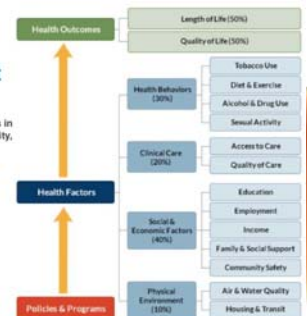 Length of Life (50%)
Health Outcomes
Quality of Life (50%)
Tobacco Use
Health Behaviors
(30%)
Diet & Exercise
Alcohol & Drug Use
Sexual Activity
Clinical Care
(20%)
Access to Care
Quality of Care
Health Factors
Education
Employment
Social &
Economic Factors
(40%)
Income
Family & Social Support
Community Safety
Physical
Environment
(10%)
Air & Water Quality
Housing & Transit
Policies & Programs